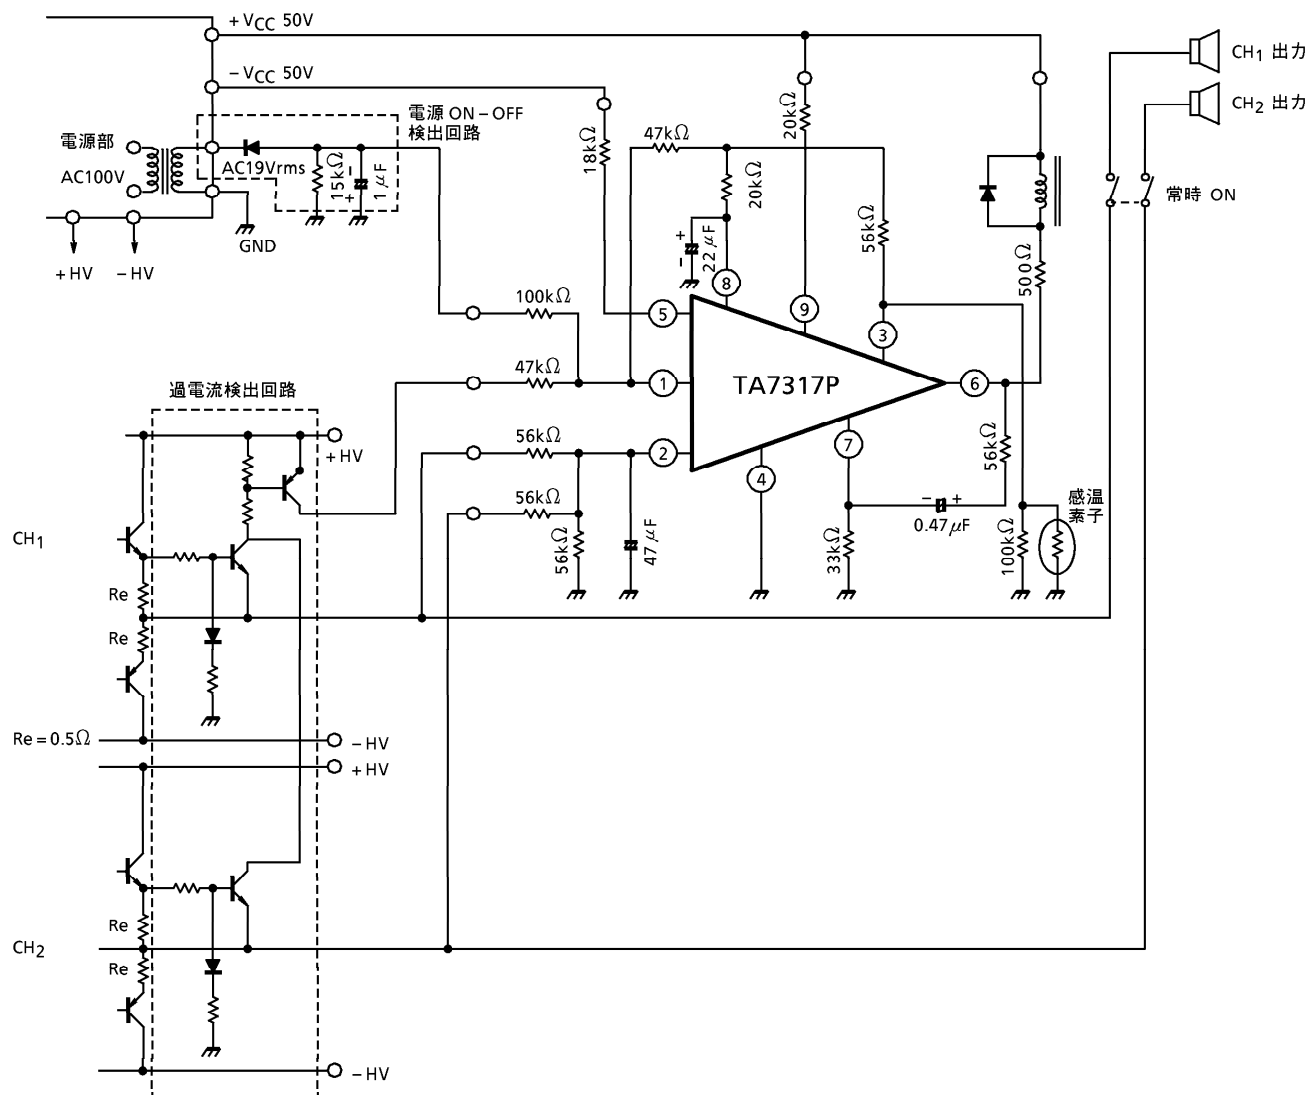 +VCC 50V
−VCC 50V
電源 ON−OFF
検出回路
電源部
AC100V
AC19Vrms
15kΩ
− +
1μF
GND
+HV
−HV
18kΩ
47kΩ
20kΩ
20kΩ
56kΩ
+ −
22μF
500Ω
CH1 出力
CH2 出力
常時 ON
8
9
3
5
1
2
6
7
4
TA7317P
100kΩ
47kΩ
56kΩ
56kΩ
56kΩ
47μF
33kΩ
− +
0.47μF
56kΩ
100kΩ
感温
素子
過電流検出回路
+HV
CH1
Re
Re
Re=0.5Ω
−HV
+HV
Re
CH2
Re
−HV